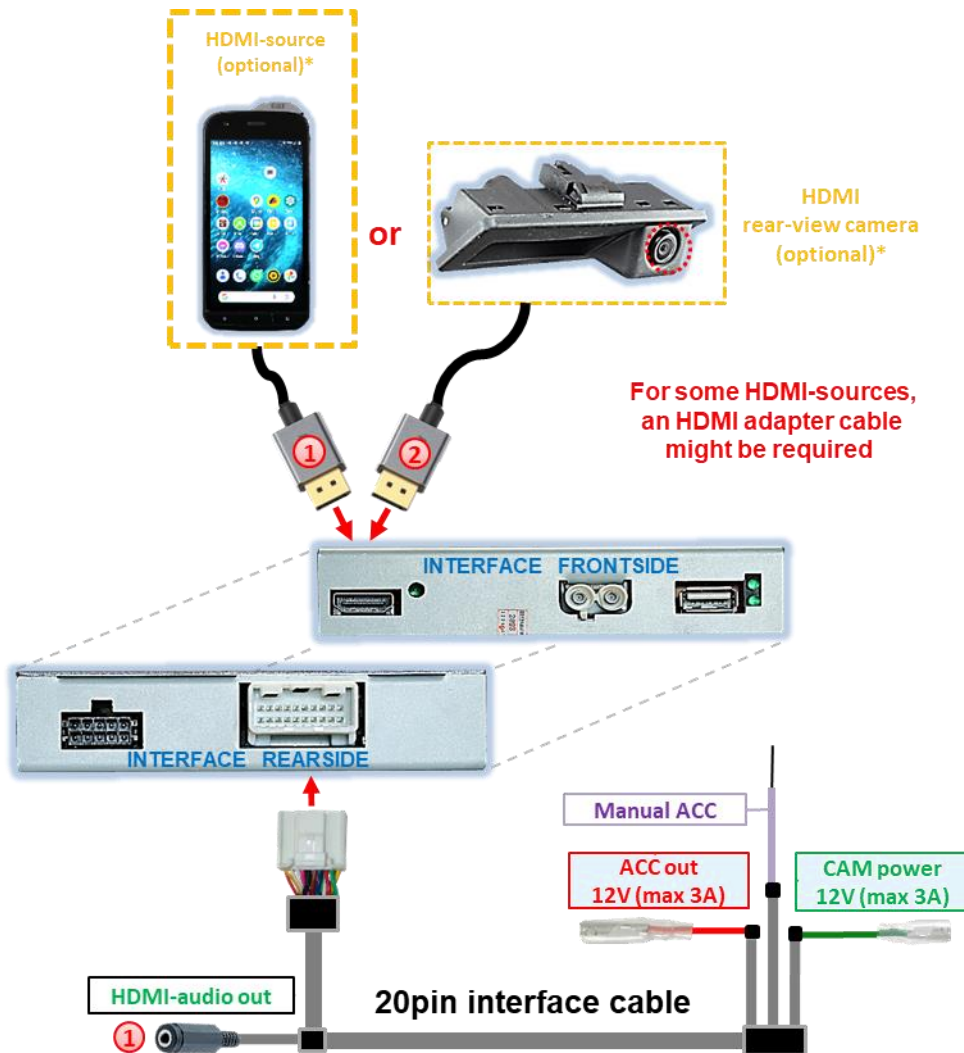 HDMI-source
(optional)*
or
HDMI
rear-view camera
(optional)*
For some HDMI-sources,
an HDMI adapter cable
might be required
1
2
INTERFACE FRONTSIDE
INTERFACE REARSIDE
Manual ACC
ACC out
12V (max 3A)
CAM power
12V (max 3A)
HDMI-audio out
20pin interface cable
1